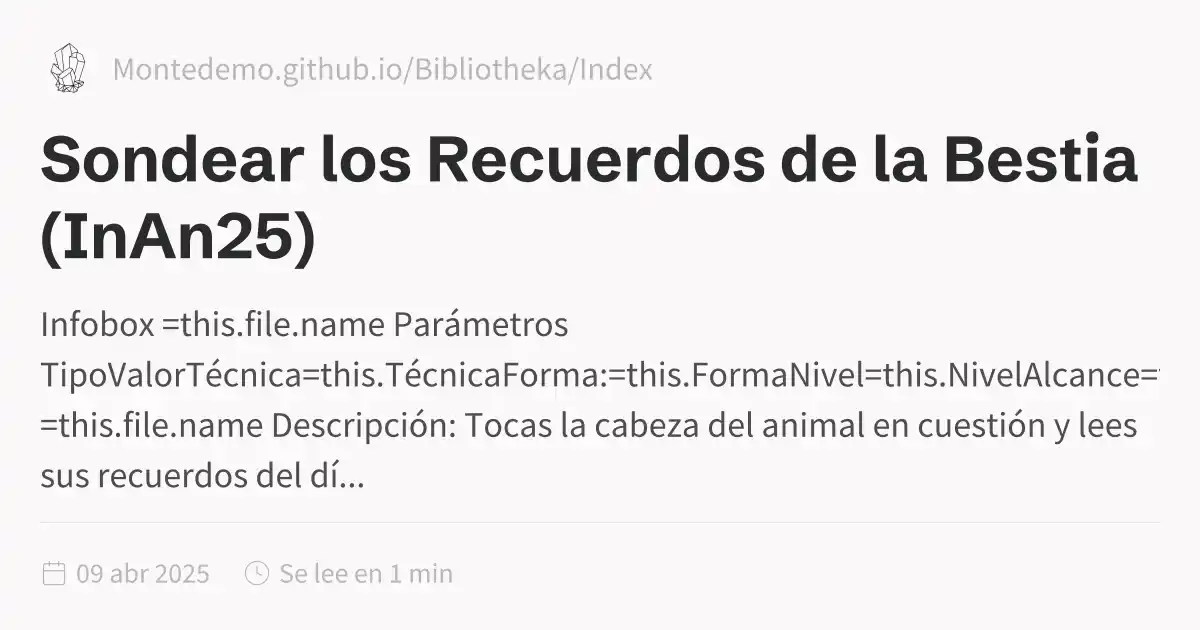 Montedemo.github.io/Bibliotheka/Index
Sondear los Recuerdos de la Bestia
(InAn25)
Infobox =this.file.name Parámetros
TipoValorTécnica=this.TécnicaForma:=this.FormaNivel=this.NivelAlcance=
=this.file.name Descripción: Tocas la cabeza del animal en cuestión y lees
sus recuerdos del dí...
09 abr 2025 Se lee en 1 min